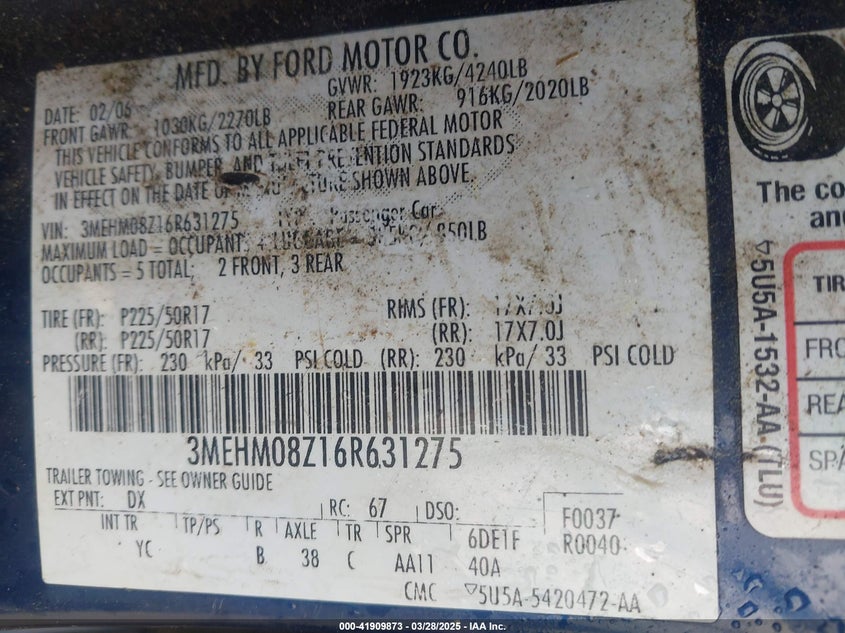 MFD. BY FORD MOTOR CO.
DATE: 02/06 GVWR: 1923KG/4240LB
FRONT GAWR: 1030KG/2270LB REAR GAWR: 916KG/2020LB
THIS VEHICLE CONFORMS TO ALL APPLICABLE FEDERAL MOTOR
VEHICLE SAFETY, BUMPER, AND THEFT PREVENTION STANDARDS
IN EFFECT ON THE DATE OF MANUFACTURE SHOWN ABOVE.
VIN: 3MEHM08Z16R631275 TYPE: Passenger Car
MAXIMUM LOAD = OCCUPANT, + LUGGAGE = 850LB
OCCUPANTS = 5 TOTAL; 2 FRONT, 3 REAR
TIRE (FR): P225/50R17 RIMS (FR): 17X7.0J
(RR): P225/50R17 (RR): 17X7.0J
PRESSURE (FR): 230 kPa/ 33 PSI COLD (RR): 230 kPa/ 33 PSI COLD
3MEHM08Z16R631275
TRAILER TOWING - SEE OWNER GUIDE
EXT PNT: DX RC: 67 DSO: F0037
INT TR TP/PS R AXLE TR SPR 6DE1F R0040
YC B 38 C AA11 40A
CMC ▽5U5A-5420472-AA
The co
and
TIR
FRO
REA
SPA
▽5U5A-1532-AA (TLU)
000-41909873 | 03/28/2025 - IAA Inc.